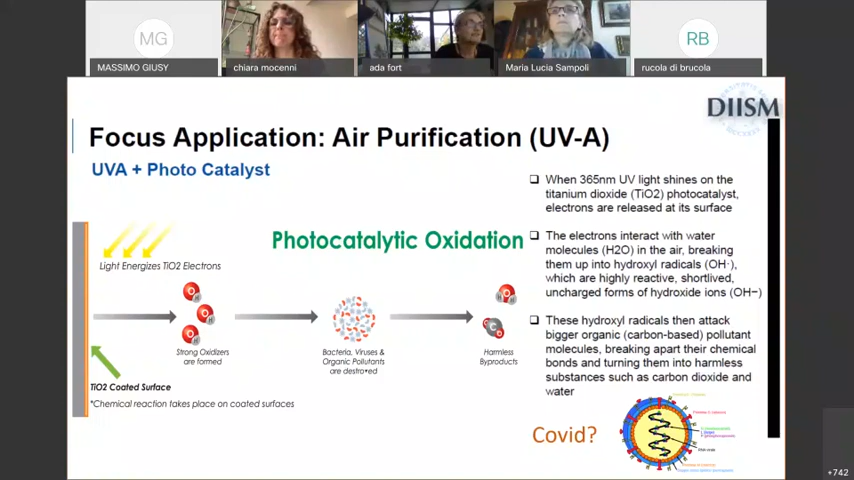 MG
RB
MASSIMO GIUSY
chiara mocenni
ada fort
Maria Lucia Sampoli
rucola di brucola
DIISM
Focus Application: Air Purification (UV-A)
UVA + Photo Catalyst
Photocatalytic Oxidation
Light Energizes TiO2 Electrons
O
H
O
H
O
H
Strong Oxidizers
are formed
Bacteria, Viruses &
Organic Pollutants
are destro•ed
O
H
H
C
O
O
Harmless
Byproducts
TiO2 Coated Surface
*Chemical reaction takes place on coated surfaces
When 365nm UV light shines on the
titanium dioxide (TiO2) photocatalyst,
electrons are released at its surface
The electrons interact with water
molecules (H2O) in the air, breaking
them up into hydroxyl radicals (OH·),
which are highly reactive, shortlived,
uncharged forms of hydroxide ions (OH−)
These hydroxyl radicals then attack
bigger organic (carbon-based) pollutant
molecules, breaking apart their chemical
bonds and turning them into harmless
substances such as carbon dioxide and
water
Covid?
+742